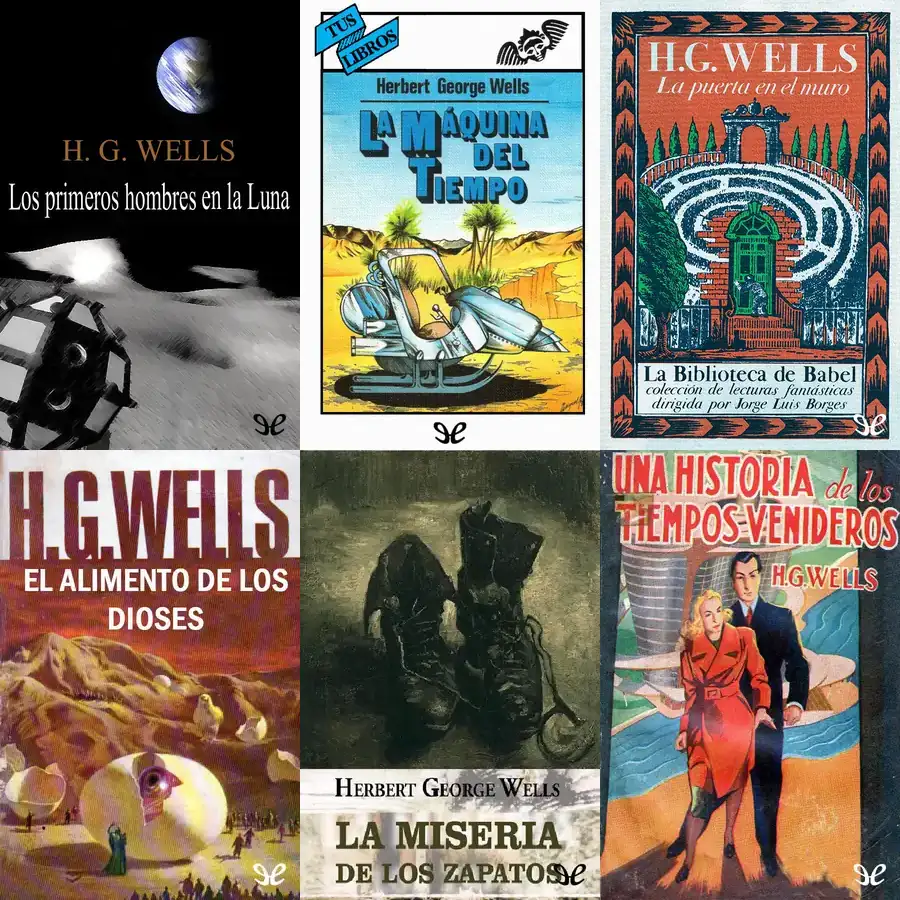 H. G. WELLS
Los primeros hombres en la Luna
TUS
LIBROS
Herbert George Wells
LA MÁQUINA
DEL
TIEMPO
H.G. WELLS
La puerta en el muro
La Biblioteca de Babel
colección de lecturas fantásticas
dirigida por Jorge Luis Borges
H.G.WELLS
EL ALIMENTO DE LOS
DIOSES
HERBERT GEORGE WELLS
LA MISERIA
DE LOS ZAPATOS
UNA HISTORIA de los
TIEMPOS VENIDEROS
H.G.WELLS